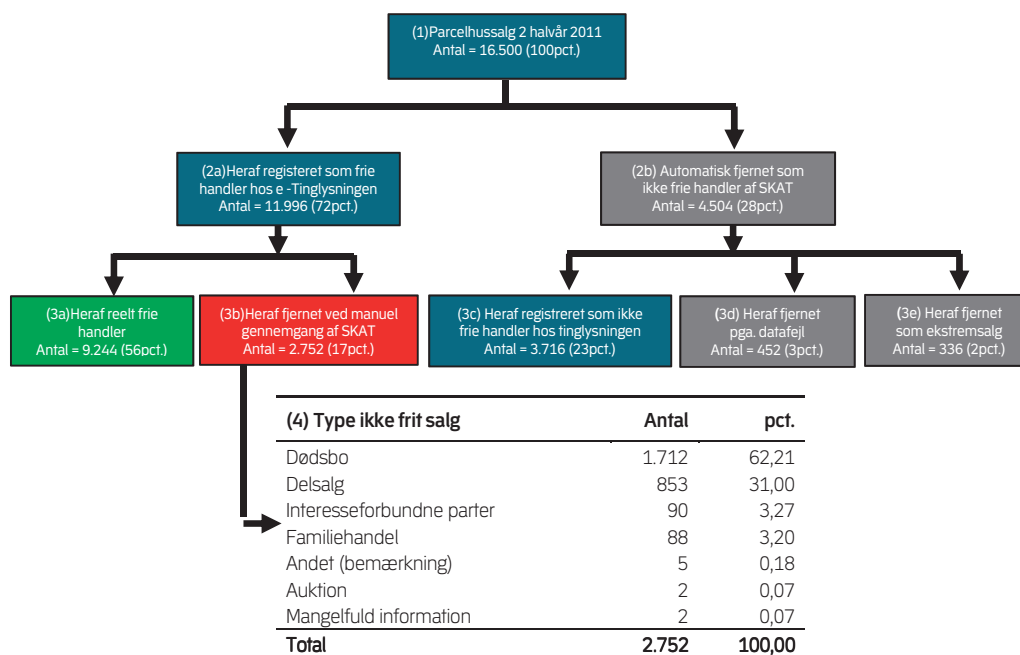 (1)Parcelhussalg 2 halvår 2011
Antal = 16.500 (100pct.)
(2a)Heraf registeret som frie
handler hos e -Tinglysningen
Antal = 11.996 (72pct.)
(2b) Automatisk fjernet som
ikke frie handler af SKAT
Antal = 4.504 (28pct.)
(3a)Heraf reelt frie
handler
Antal = 9.244 (56pct.)
(3b)Heraf fjernet ved manuel
gennemgang af SKAT
Antal = 2.752 (17pct.)
(3c) Heraf registreret som ikke
frie handler hos tinglysningen
Antal = 3.716 (23pct.)
(3d) Heraf fjernet
pga. datafejl
Antal = 452 (3pct.)
(3e) Heraf fjernet
som ekstremsalg
Antal = 336 (2pct.)
(4) Type ikke frit salg Antal pct.
Dødsbo 1.712 62,21
Delsalg 853 31,00
Interesseforbundne parter 90 3,27
Familiehandel 88 3,20
Andet (bemærkning) 5 0,18
Auktion 2 0,07
Mangelfuld information 2 0,07
Total 2.752 100,00